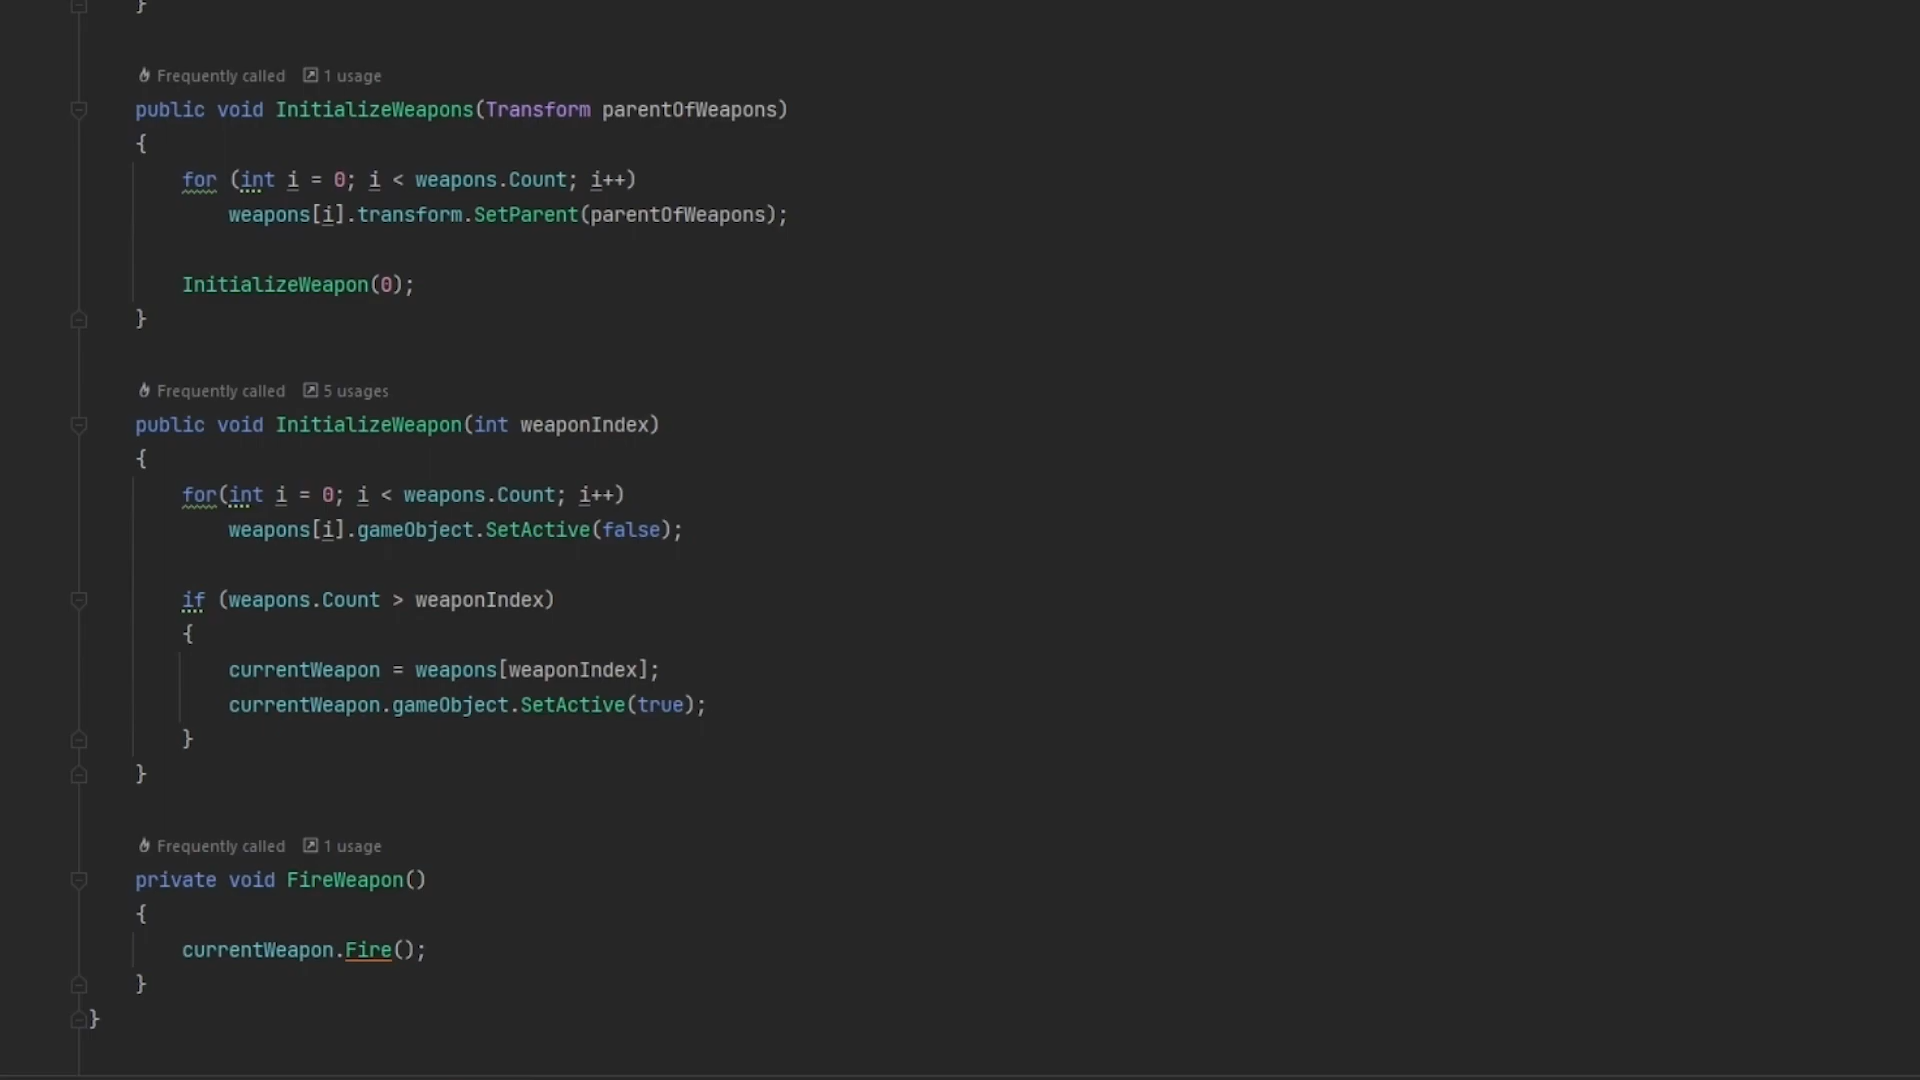 }
Frequently called 1 usage
public void InitializeWeapons(Transform parentOfWeapons)
{
for (int i = 0; i < weapons.Count; i++)
weapons[i].transform.SetParent(parentOfWeapons);
InitializeWeapon(0);
}
Frequently called 5 usages
public void InitializeWeapon(int weaponIndex)
{
for(int i = 0; i < weapons.Count; i++)
weapons[i].gameObject.SetActive(false);
if (weapons.Count > weaponIndex)
{
currentWeapon = weapons[weaponIndex];
currentWeapon.gameObject.SetActive(true);
}
}
Frequently called 1 usage
private void FireWeapon()
{
currentWeapon.Fire();
}
}